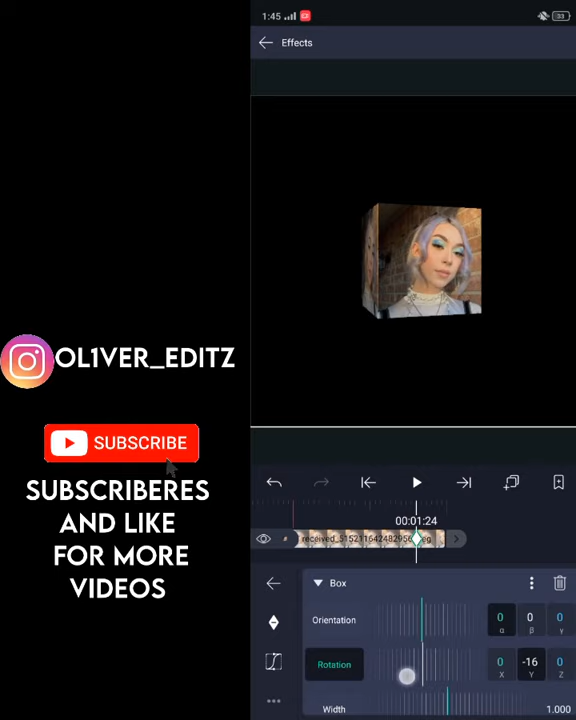 1:45
33
Effects
OL1VER_EDITZ
SUBSCRIBE
SUBSCRIBERES
AND LIKE
FOR MORE
VIDEOS
00:01:24
Box
Orientation
0 0 0
α β γ
Rotation
0 -16 0
X Y Z
Width
1.000